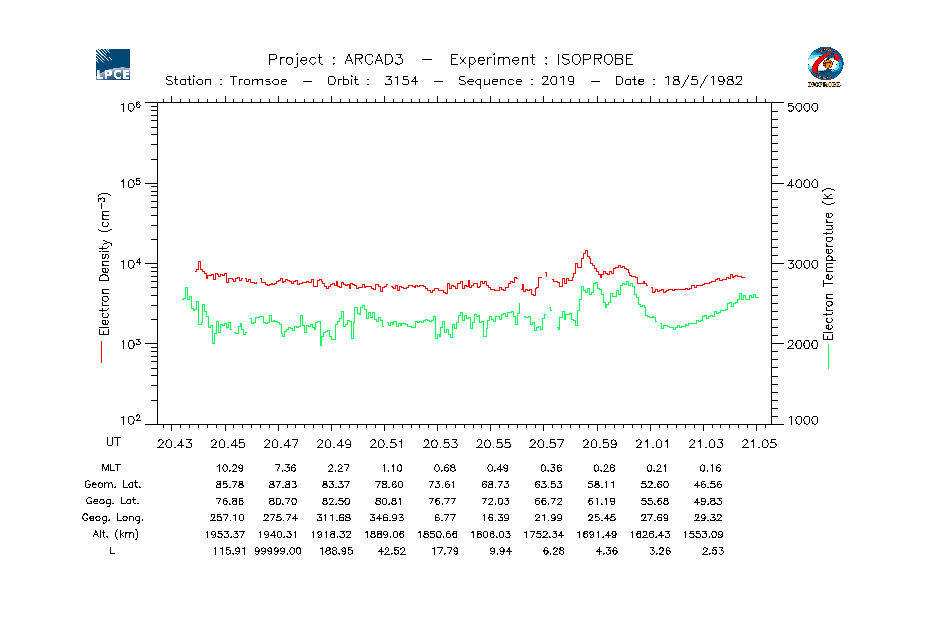 LPCE
Project : ARCAD3 — Experiment : ISOPROBE
Station : Tromsoe — Orbit : 3154 — Sequence : 2019 — Date : 18/5/1982
ISOPROBE
10⁶ 5000
10⁵ 4000
10⁴ 3000
10³ 2000
10² 1000
Electron Density (cm⁻³)
Electron Temperature (K)
UT 20.43 20.45 20.47 20.49 20.51 20.53 20.55 20.57 20.59 21.01 21.03 21.05
MLT 10.29 7.36 2.27 1.10 0.68 0.49 0.36 0.28 0.21 0.16
Geom. Lat. 85.78 87.83 83.37 78.60 73.61 68.73 63.53 58.11 52.60 46.56
Geog. Lat. 76.86 80.70 82.50 80.81 76.77 72.03 66.72 61.19 55.68 49.83
Geog. Long. 257.10 275.74 311.68 346.93 6.77 16.39 21.99 25.45 27.69 29.32
Alt. (km) 1953.37 1940.31 1918.32 1889.06 1850.66 1806.03 1752.34 1691.49 1626.43 1553.09
L 115.91 99999.00 188.95 42.52 17.79 9.94 6.28 4.36 3.26 2.53